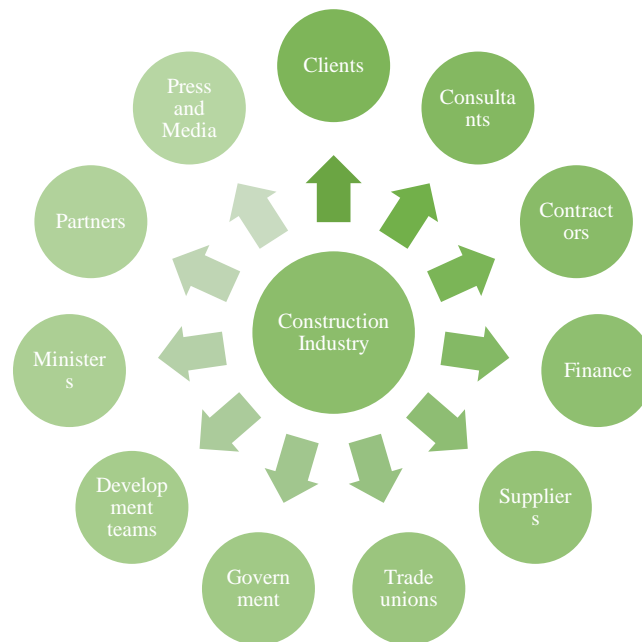 Clients
Consulta
nts
Contract
ors
Finance
Supplier
s
Trade
unions
Govern
ment
Develop
ment
teams
Minister
s
Partners
Press
and
Media
Construction
Industry